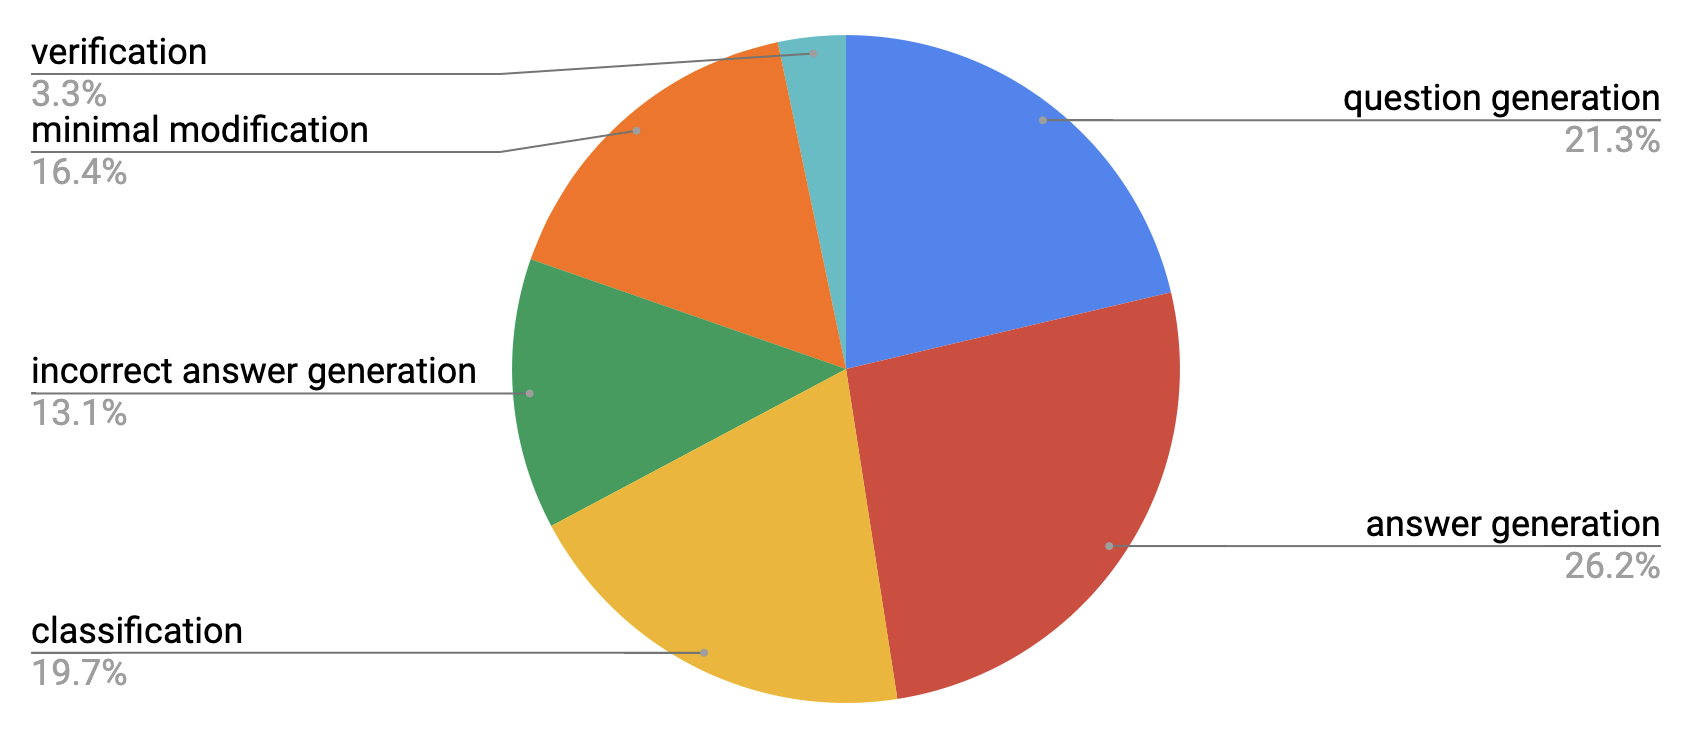 verification
3.3%
minimal modification
16.4%
incorrect answer generation
13.1%
classification
19.7%
question generation
21.3%
answer generation
26.2%